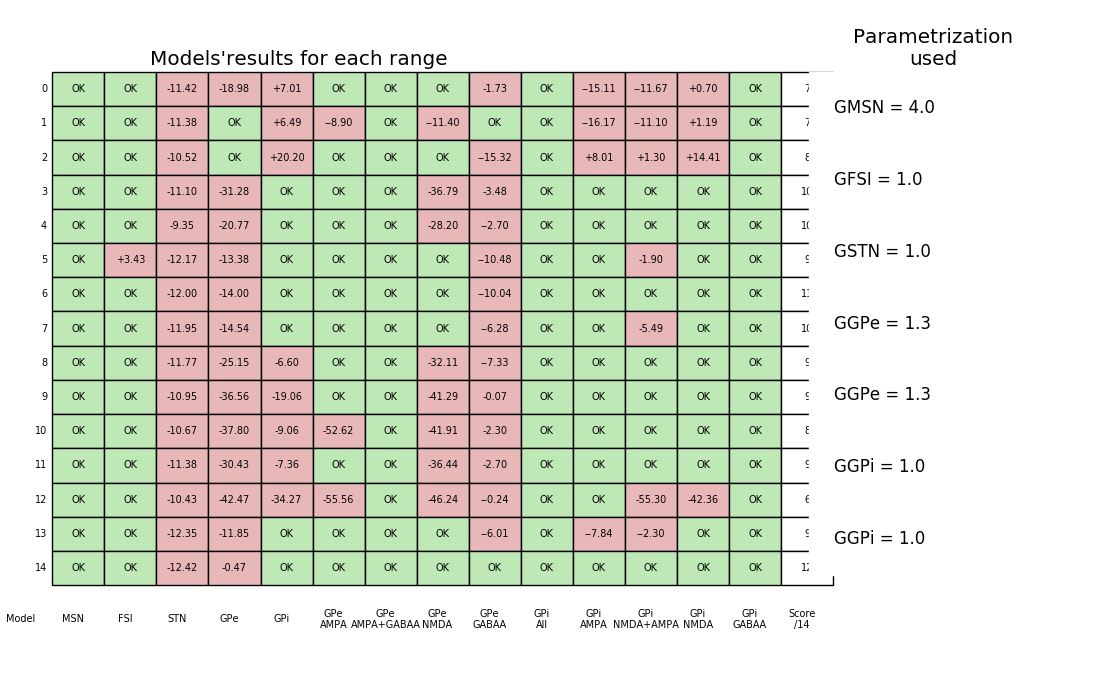 Parametrization
used
Models'results for each range
0 OK OK -11.42 -18.98 +7.01 OK OK OK -1.73 OK --15.11 --11.67 +0.70 OK 7
1 OK OK -11.38 OK +6.49 --8.90 OK --11.40 OK OK --16.17 --11.10 +1.19 OK 7
2 OK OK -10.52 OK +20.20 OK OK OK --15.32 OK +8.01 +1.30 +14.41 OK 8
3 OK OK -11.10 -31.28 OK OK OK -36.79 -3.48 OK OK OK OK OK 10
4 OK OK -9.35 -20.77 OK OK OK -28.20 --2.70 OK OK OK OK OK 10
5 OK +3.43 -12.17 -13.38 OK OK OK OK --10.48 OK OK -1.90 OK OK 9
6 OK OK -12.00 -14.00 OK OK OK OK --10.04 OK OK OK OK OK 11
7 OK OK -11.95 -14.54 OK OK OK OK --6.28 OK OK -5.49 OK OK 10
8 OK OK -11.77 -25.15 -6.60 OK OK -32.11 --7.33 OK OK OK OK OK 9
9 OK OK -10.95 -36.56 -19.06 OK OK -41.29 -0.07 OK OK OK OK OK 9
10 OK OK -10.67 -37.80 -9.06 -52.62 OK -41.91 -2.30 OK OK OK OK OK 8
11 OK OK -11.38 -30.43 -7.36 OK OK -36.44 -2.70 OK OK OK OK OK 9
12 OK OK -10.43 -42.47 -34.27 -55.56 OK -46.24 --0.24 OK OK -55.30 -42.36 OK 6
13 OK OK -12.35 -11.85 OK OK OK OK --6.01 OK --7.84 --2.30 OK OK 9
14 OK OK -12.42 -0.47 OK OK OK OK OK OK OK OK OK OK 12
Model MSN FSI STN GPe GPi GPe GPe GPe GPe GPi GPi GPi GPi GPi Score
AMPA AMPA+GABAA NMDA GABAA All AMPA NMDA+AMPA NMDA GABAA /14
GMSN = 4.0
GFSI = 1.0
GSTN = 1.0
GGPe = 1.3
GGPe = 1.3
GGPi = 1.0
GGPi = 1.0